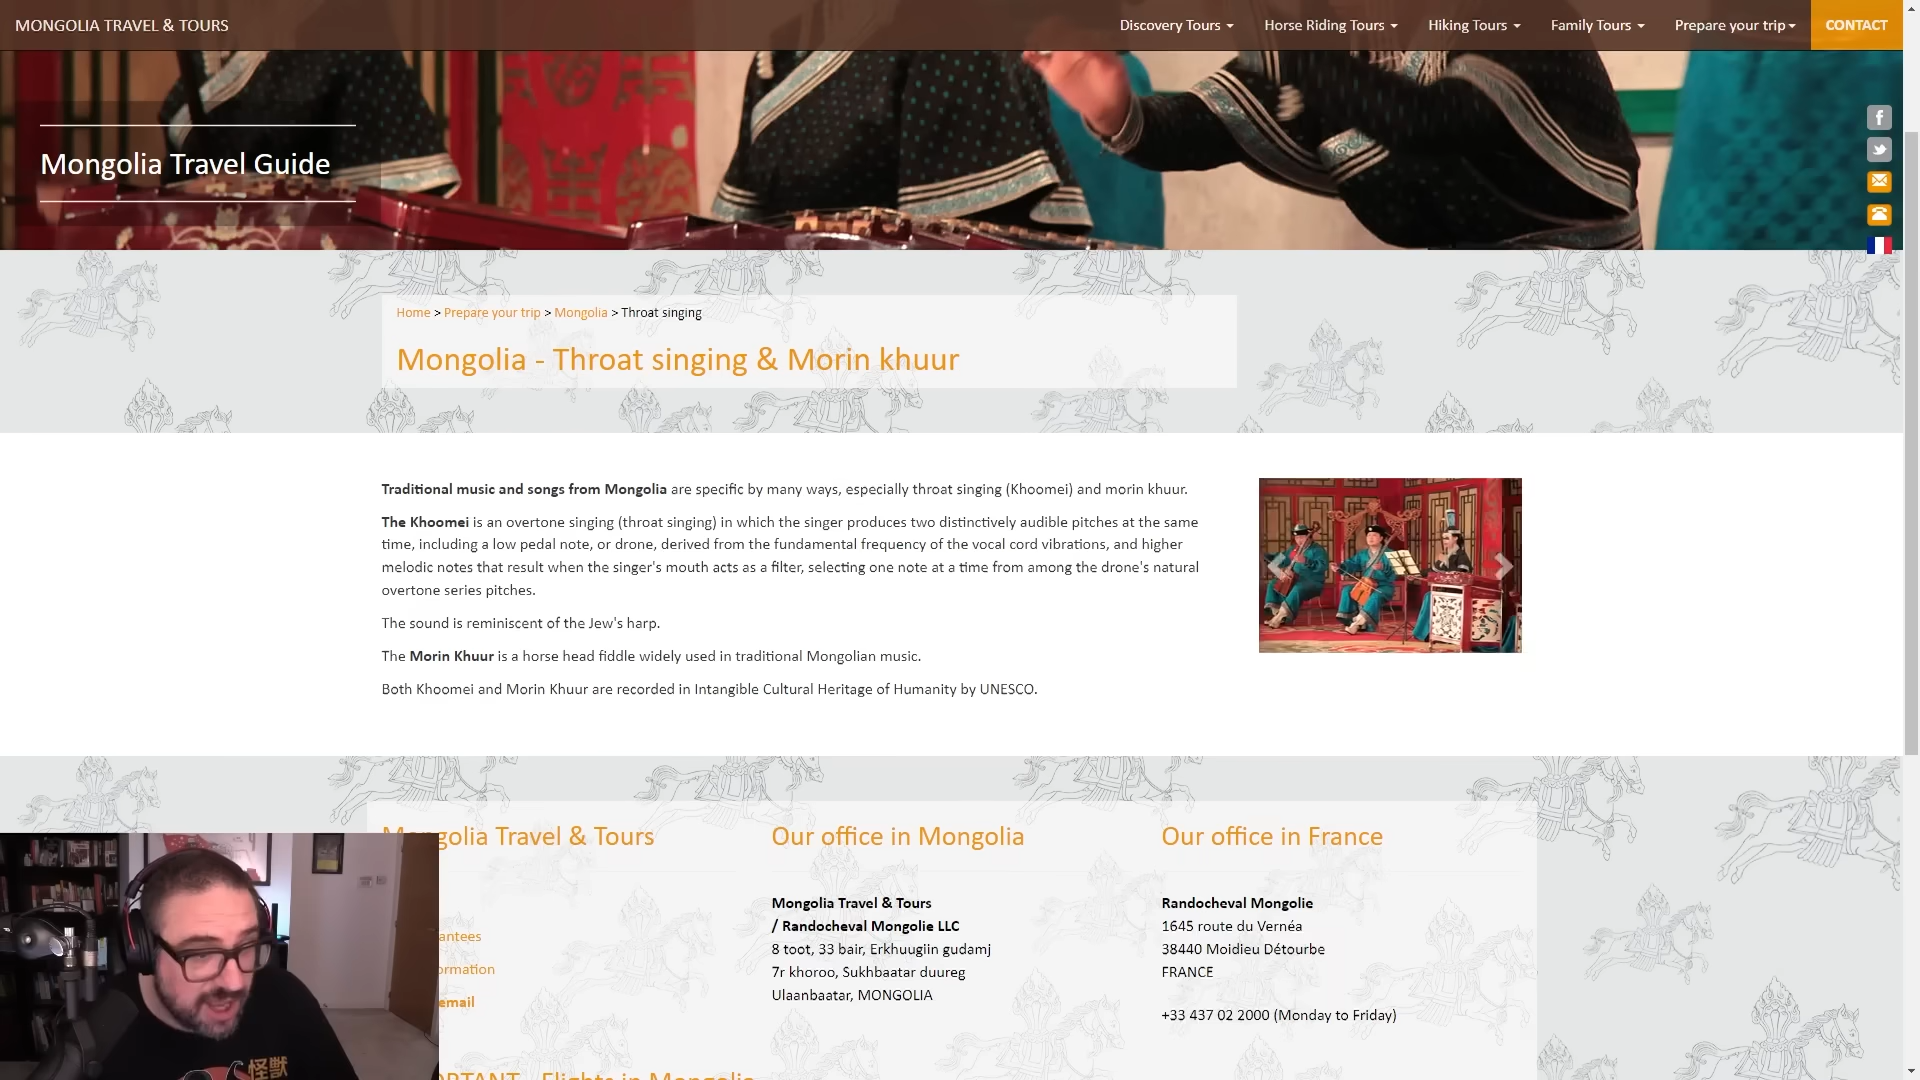 MONGOLIA TRAVEL & TOURS
Discovery Tours
Horse Riding Tours
Hiking Tours
Family Tours
Prepare your trip
CONTACT
Mongolia Travel Guide
Home > Prepare your trip > Mongolia > Throat singing
Mongolia - Throat singing & Morin khuur
Traditional music and songs from Mongolia are specific by many ways, especially throat singing (Khoomei) and morin khuur.
The Khoomei is an overtone singing (throat singing) in which the singer produces two distinctively audible pitches at the same
time, including a low pedal note, or drone, derived from the fundamental frequency of the vocal cord vibrations, and higher
melodic notes that result when the singer's mouth acts as a filter, selecting one note at a time from among the drone's natural
overtone series pitches.
The sound is reminiscent of the Jew's harp.
The Morin Khuur is a horse head fiddle widely used in traditional Mongolian music.
Both Khoomei and Morin Khuur are recorded in Intangible Cultural Heritage of Humanity by UNESCO.
Mongolia Travel & Tours
antees
ormation
email
Our office in Mongolia
Mongolia Travel & Tours
/ Randocheval Mongolie LLC
8 toot, 33 bair, Erkhuugiin gudamj
7r khoroo, Sukhbaatar duureg
Ulaanbaatar, MONGOLIA
Our office in France
Randocheval Mongolie
1645 route du Vernéa
38440 Moidieu Détourbe
FRANCE
+33 437 02 2000 (Monday to Friday)
怪獣
RTANT - Flights in Mongolia